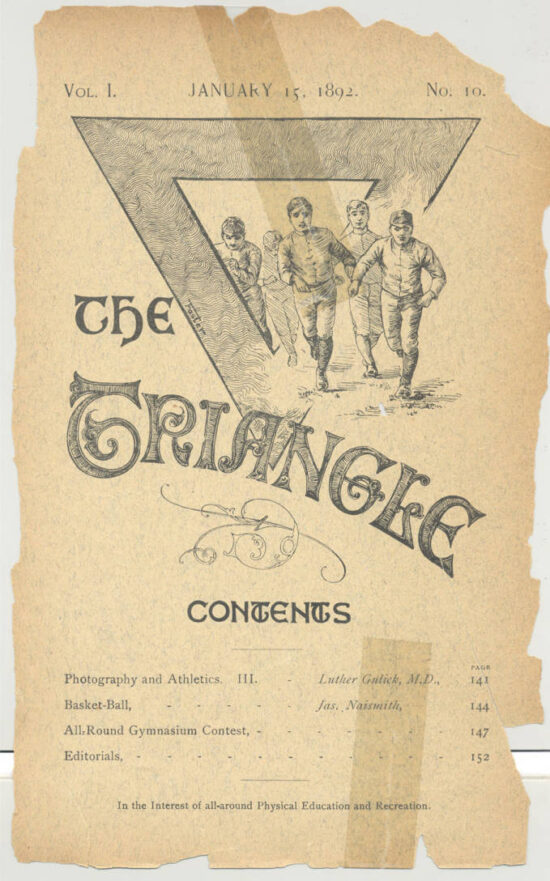 Vol. I. JANUARY 15, 1892. No. 10.
THE
TRIANGLE
CONTENTS
PAGE
Photography and Athletics. III. - Luther Gulick, M.D., 141
Basket-Ball, - - - - - Jas. Naismith, 144
All-Round Gymnasium Contest, - - - - - - - 147
Editorials, - - - - - - - - - - - 152
In the Interest of all-around Physical Education and Recreation.